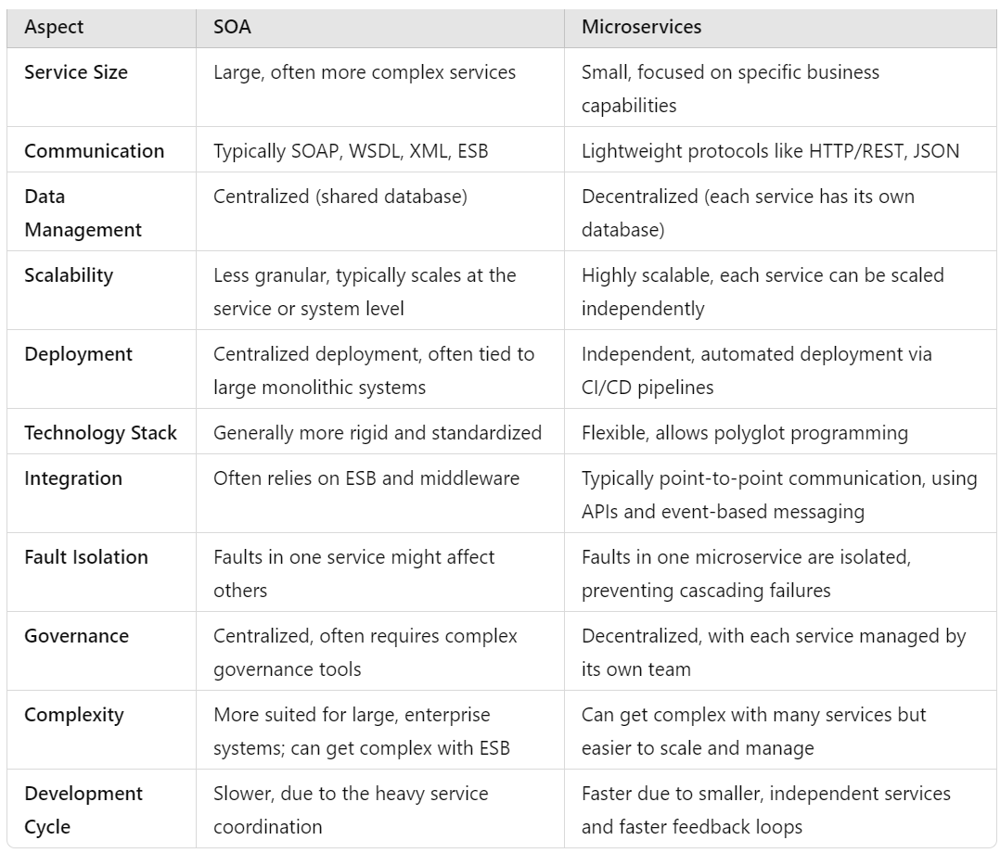 Aspect SOA Microservices
Service Size Large, often more complex services Small, focused on specific business
capabilities
Communication Typically SOAP, WSDL, XML, ESB Lightweight protocols like HTTP/REST, JSON
Data Centralized (shared database) Decentralized (each service has its own
Management database)
Scalability Less granular, typically scales at the Highly scalable, each service can be scaled
service or system level independently
Deployment Centralized deployment, often tied to Independent, automated deployment via
large monolithic systems CI/CD pipelines
Technology Stack Generally more rigid and standardized Flexible, allows polyglot programming
Integration Often relies on ESB and middleware Typically point-to-point communication, using
APIs and event-based messaging
Fault Isolation Faults in one service might affect Faults in one microservice are isolated,
others preventing cascading failures
Governance Centralized, often requires complex Decentralized, with each service managed by
governance tools its own team
Complexity More suited for large, enterprise Can get complex with many services but
systems; can get complex with ESB easier to scale and manage
Development Slower, due to the heavy service Faster due to smaller, independent services
Cycle coordination and faster feedback loops